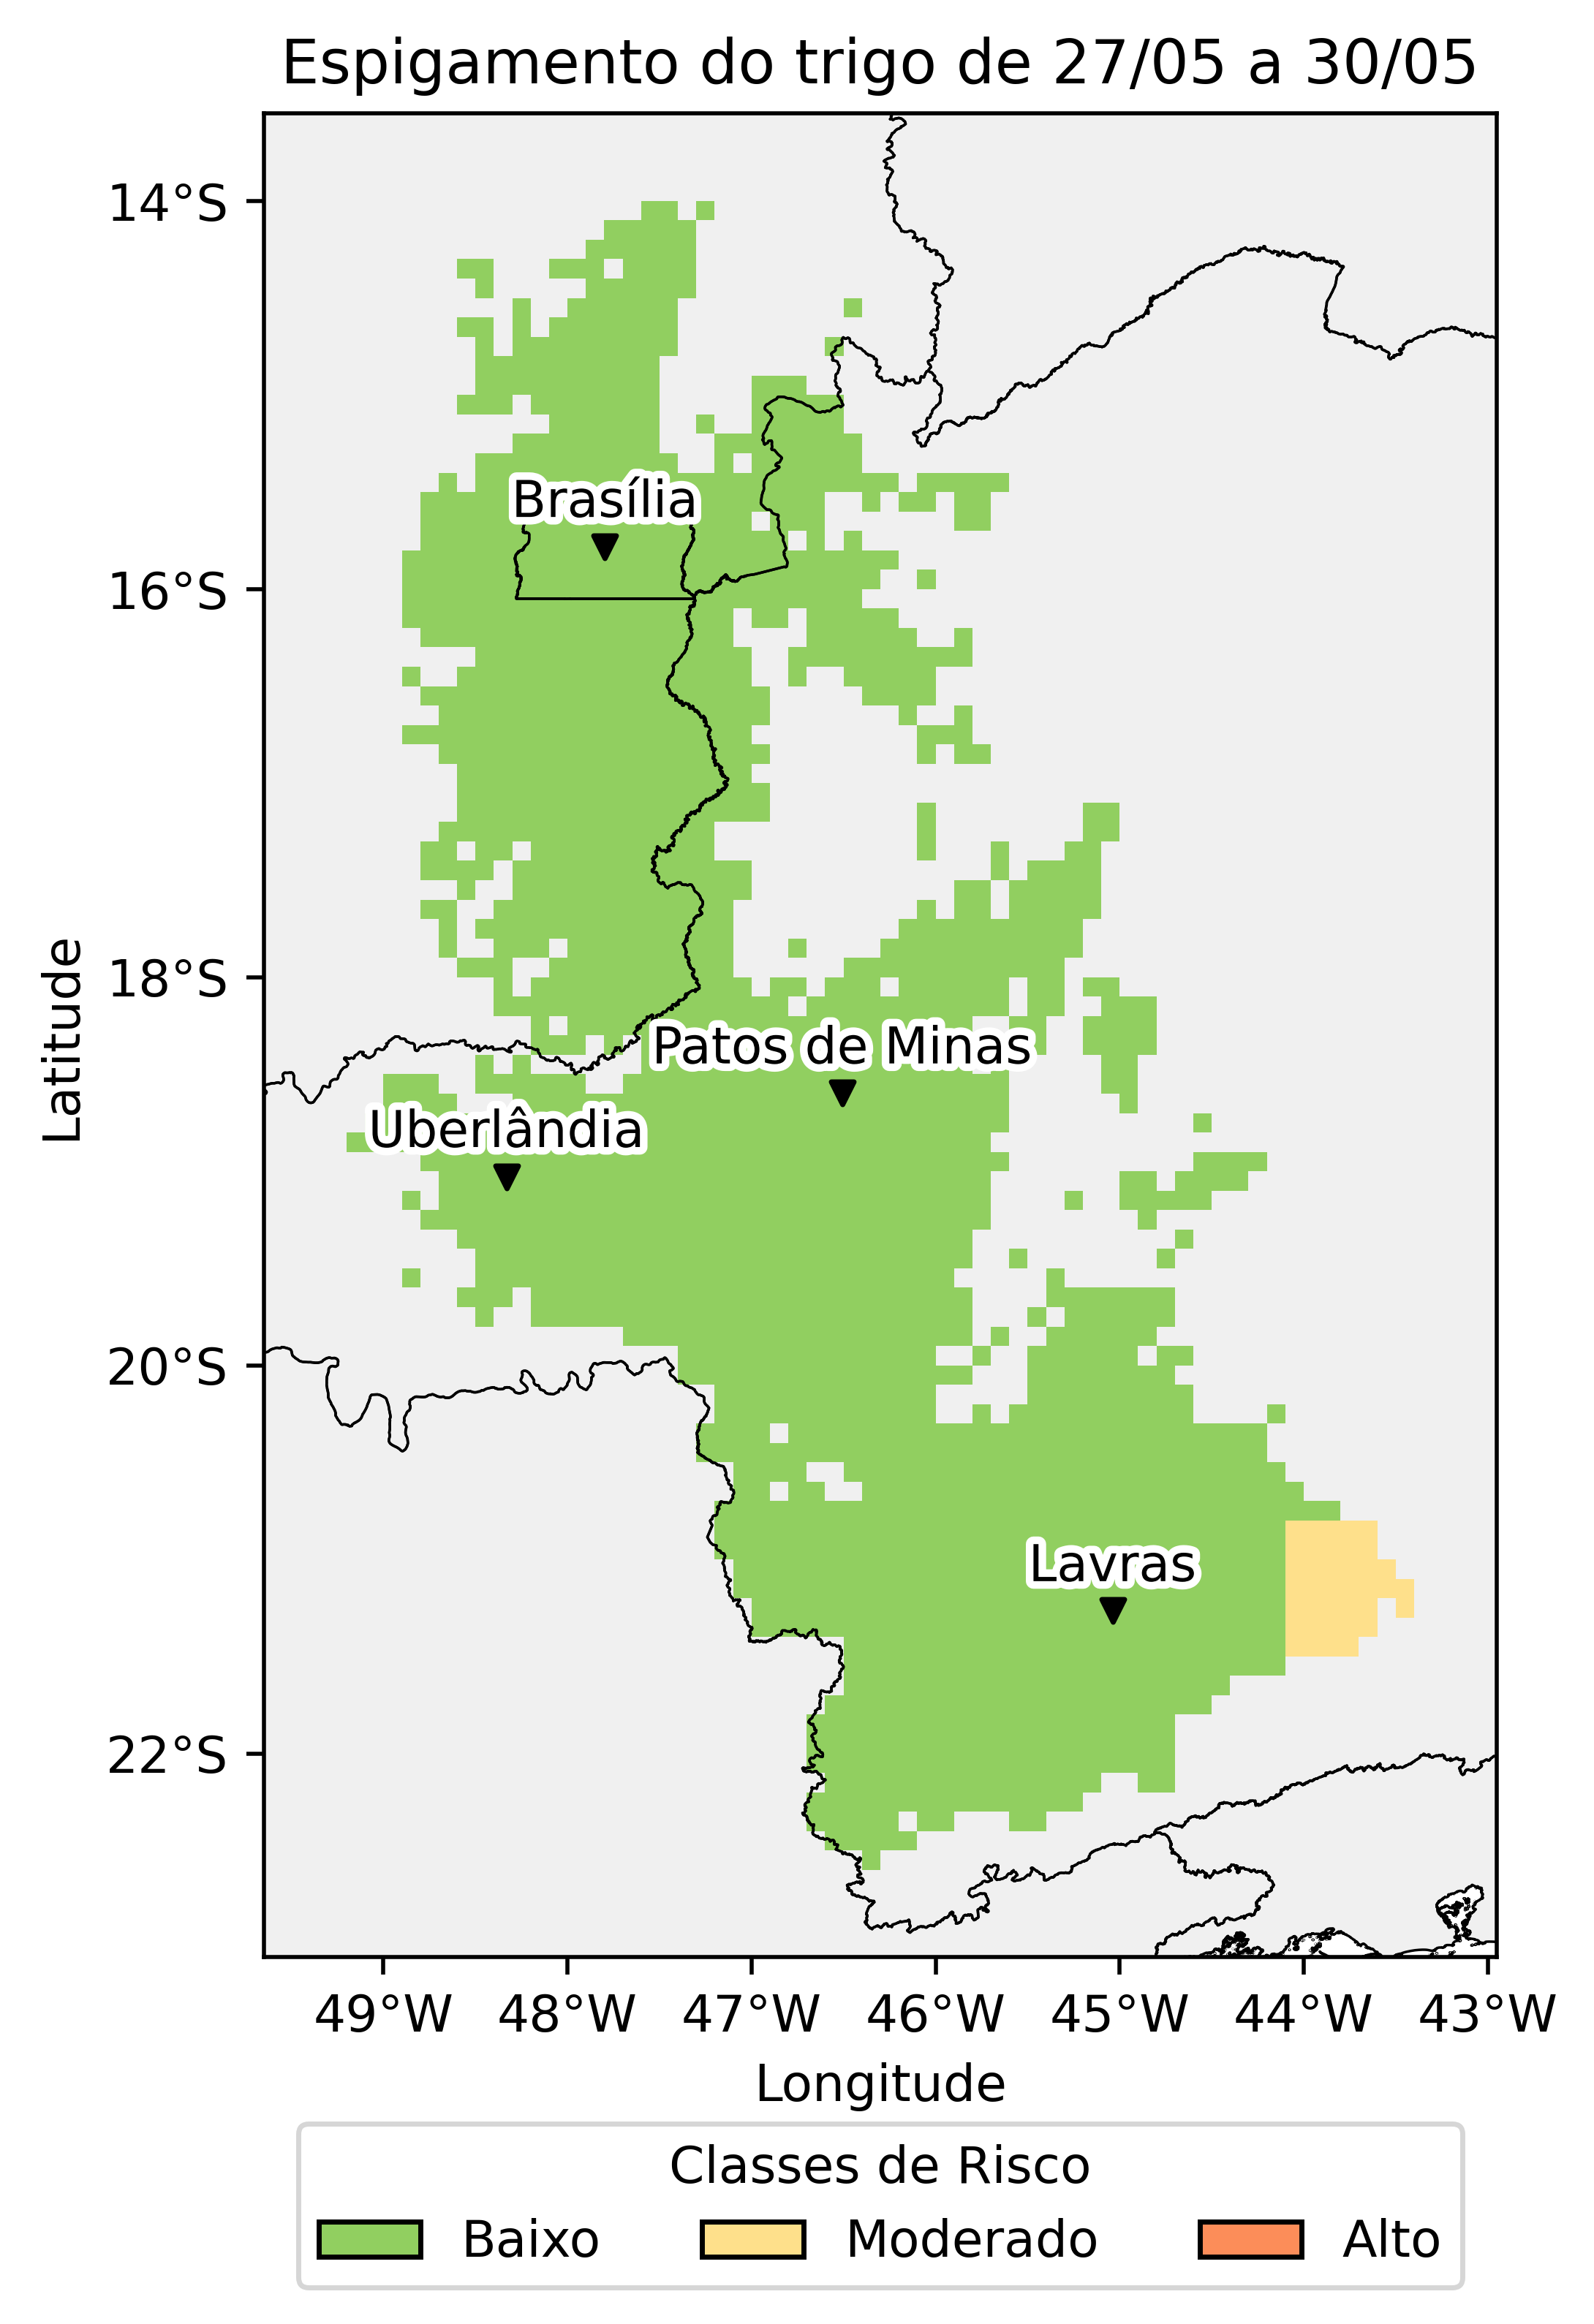 Espigamento do trigo de 27/05 a 30/05
14°S
Brasília
16°S
Latitude
18°S
Patos de Minas
Uberlândia
20°S
Lavras
22°S
49°W 48°W 47°W 46°W 45°W 44°W 43°W
Longitude
Classes de Risco
Baixo Moderado Alto